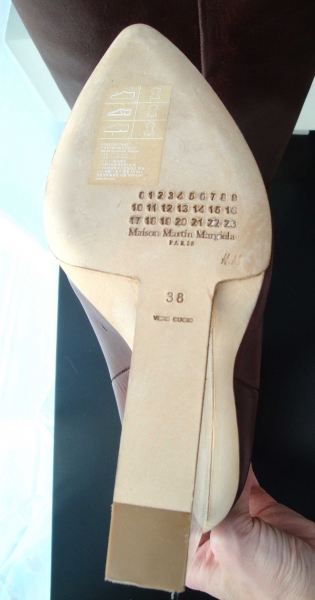 0 1 2 3 4 5 6 7 8 9
10 11 12 13 14 15 16
17 18 19 20 21 22 23
Maison Martin Margiela
PARIS
38
VERO CUOIO